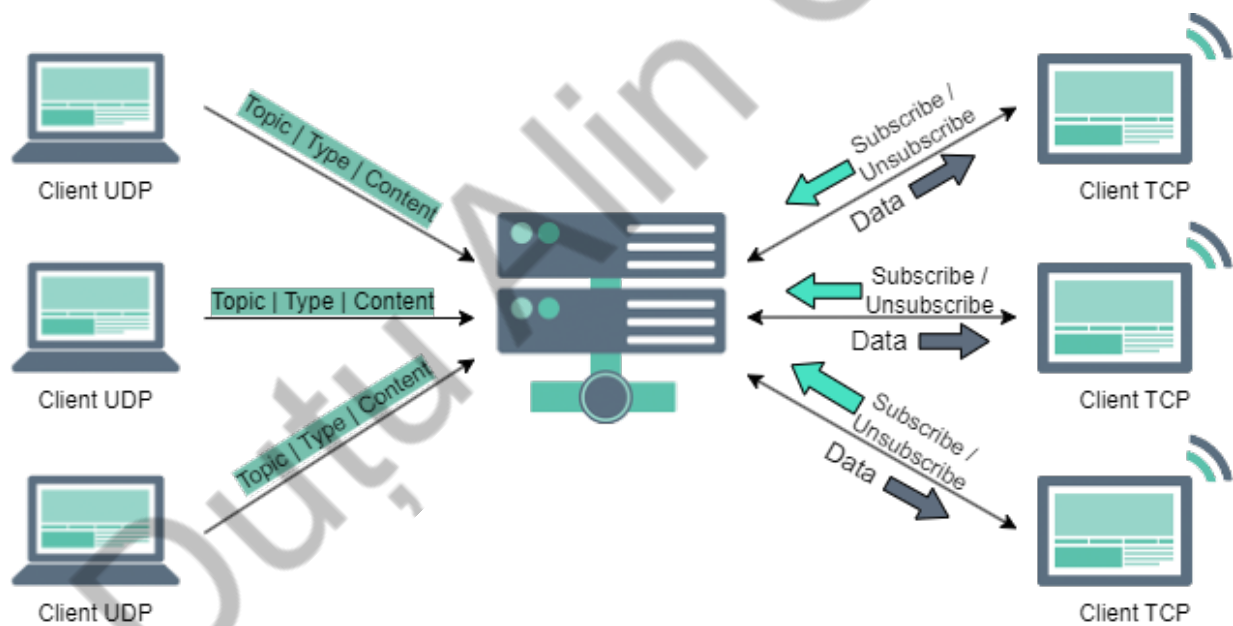 Topic | Type | Content
Subscribe /
Unsubscribe
Data
Client UDP
Client TCP
Topic | Type | Content
Subscribe /
Unsubscribe
Data
Client UDP
Client TCP
Topic | Type | Content
Subscribe /
Unsubscribe
Data
Client UDP
Client TCP
Duțu Alin